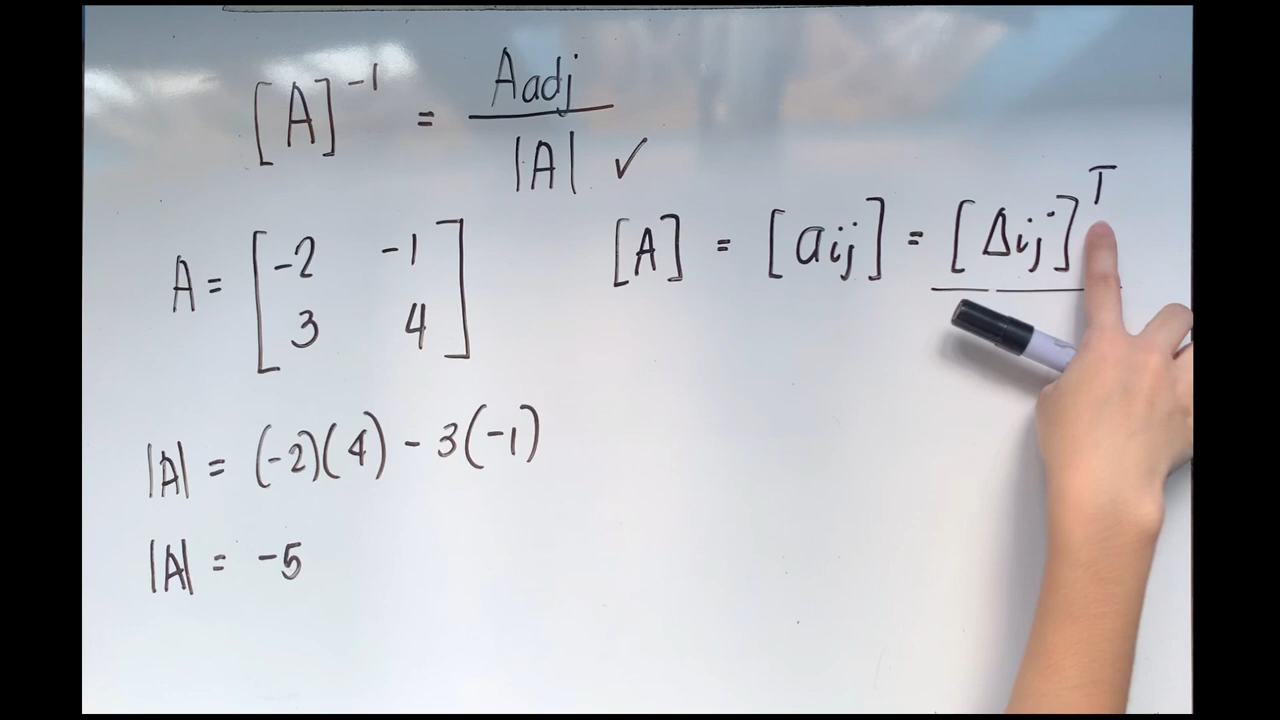 [A]⁻¹ = Aadj / |A| ✓
A = [-2 -1
3 4]
[A] = [aij] = [Δij]ᵀ
|A| = (-2)(4) - 3(-1)
|A| = -5